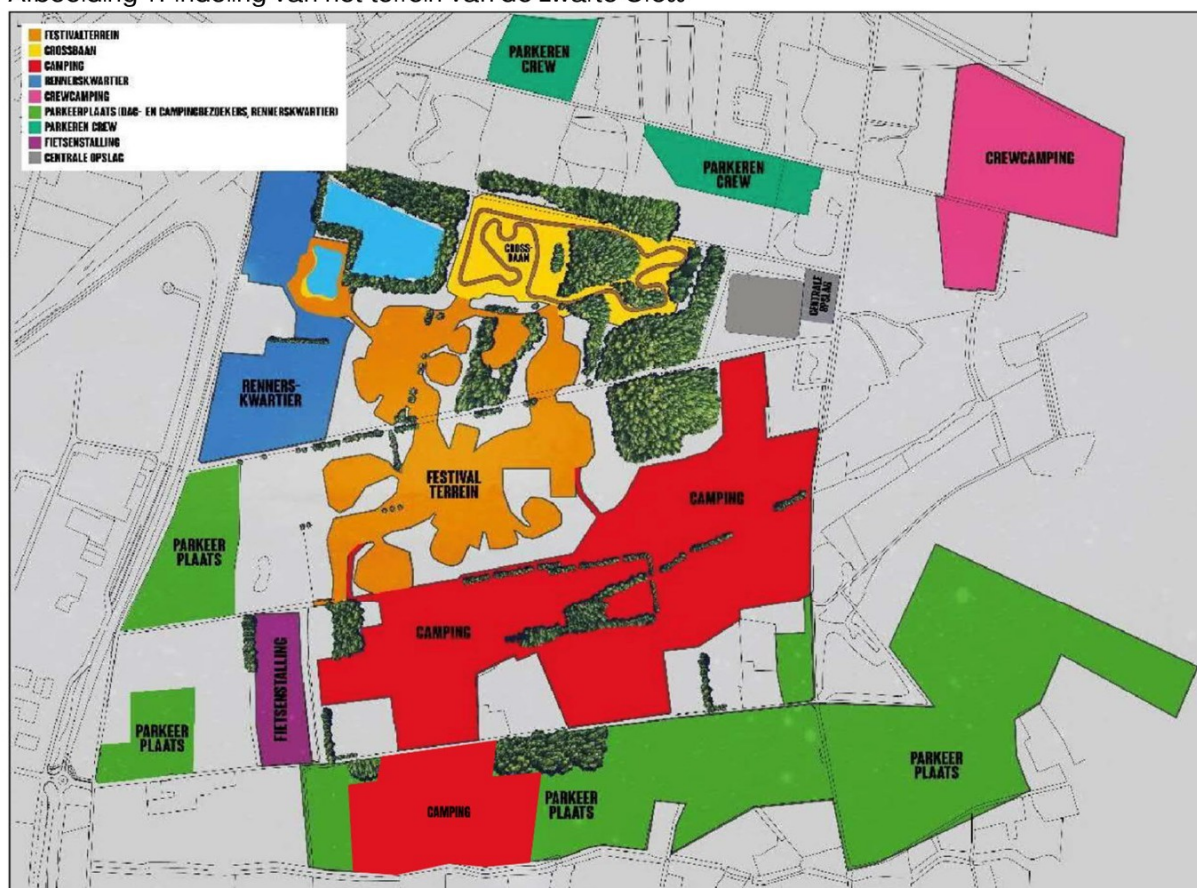 Afbeelding 1: Indeling van het terrein van de Zwarte Cross
FESTIVALTERREIN
CROSSBAAN
CAMPING
RENNERSKWARTIER
CREWCAMPING
PARKEERPLAATS (DAG- EN CAMPINGBEZOEKERS, RENNERSKWARTIER)
PARKEREN CREW
FIETSENSTALLING
CENTRALE OPSLAG
PARKEREN
CREW
PARKEREN
CREW
CREWCAMPING
CROSS-
BAAN
CENTRALE
OPSLAG
RENNERS-
KWARTIER
FESTIVAL
TERREIN
CAMPING
PARKEER
PLAATS
CAMPING
FIETSENSTALLING
PARKEER
PLAATS
PARKEER
PLAATS
CAMPING
PARKEER
PLAATS